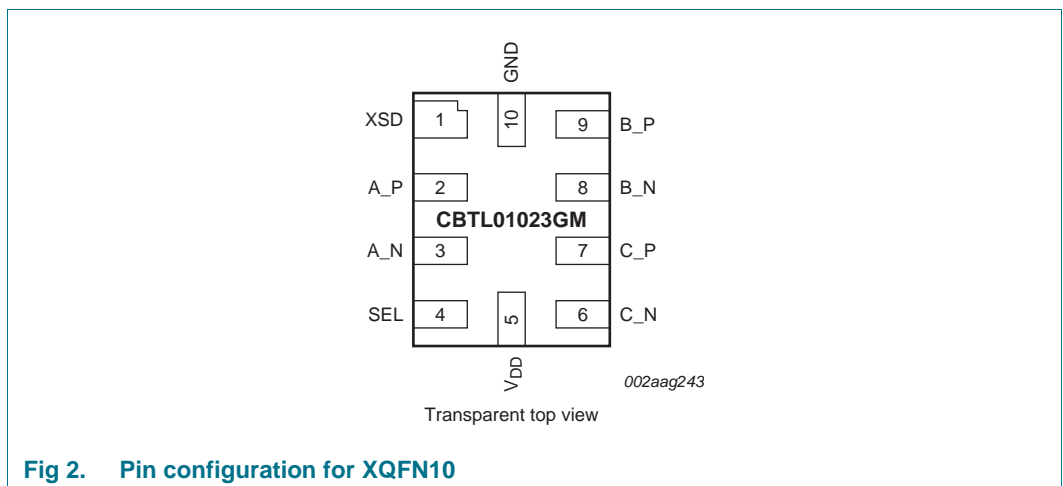 GND
XSD 1 10 9 B_P
A_P 2 8 B_N
CBTL01023GM
A_N 3 7 C_P
SEL 4 5 6 C_N
VDD
002aag243
Transparent top view
Fig 2. Pin configuration for XQFN10